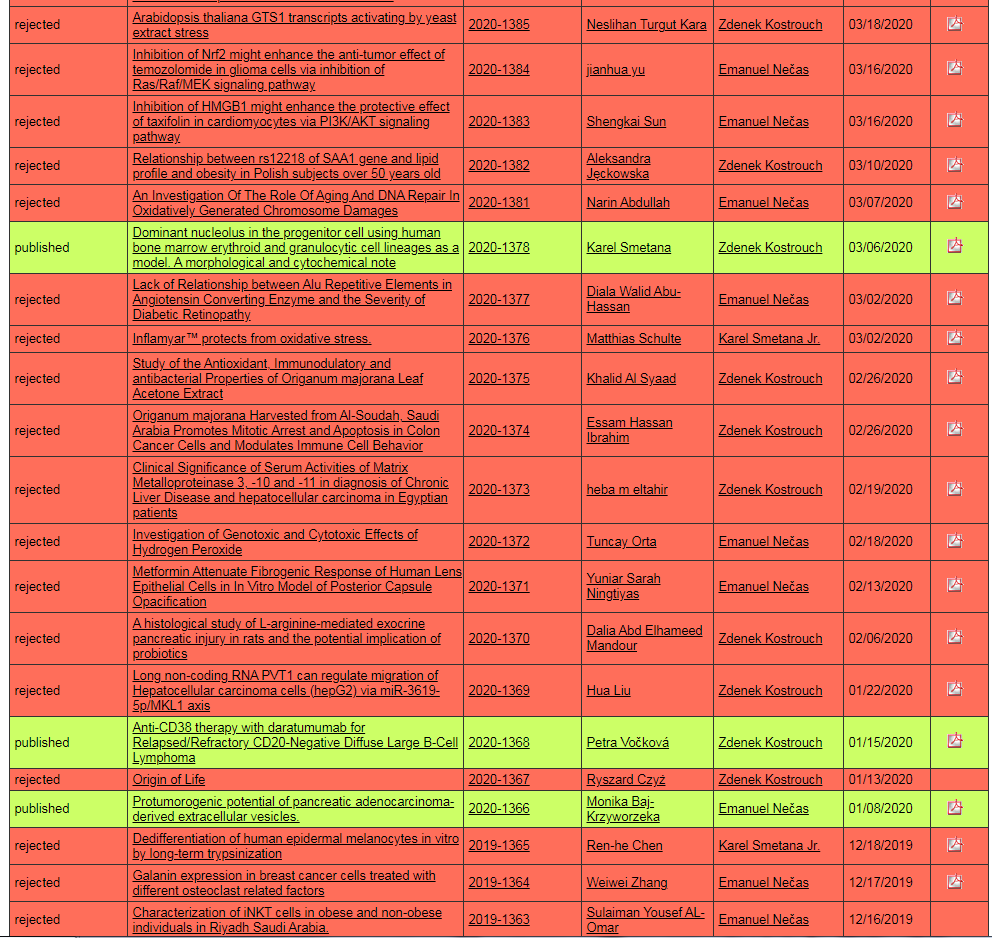 rejected
Arabidopsis thaliana GTS1 transcripts activating by yeast
extract stress
2020-1385
Neslihan Turgut Kara
Zdenek Kostrouch
03/18/2020
rejected
Inhibition of Nrf2 might enhance the anti-tumor effect of
temozolomide in glioma cells via inhibition of
Ras/Raf/MEK signaling pathway
2020-1384
jianhua yu
Emanuel Nečas
03/16/2020
rejected
Inhibition of HMGB1 might enhance the protective effect
of taxifolin in cardiomyocytes via PI3K/AKT signaling
pathway
2020-1383
Shengkai Sun
Emanuel Nečas
03/16/2020
rejected
Relationship between rs12218 of SAA1 gene and lipid
profile and obesity in Polish subjects over 50 years old
2020-1382
Aleksandra
Jęckowska
Zdenek Kostrouch
03/10/2020
rejected
An Investigation Of The Role Of Aging And DNA Repair In
Oxidatively Generated Chromosome Damages
2020-1381
Narin Abdullah
Emanuel Nečas
03/07/2020
published
Dominant nucleolus in the progenitor cell using human
bone marrow erythroid and granulocytic cell lineages as a
model. A morphological and cytochemical note
2020-1378
Karel Smetana
Zdenek Kostrouch
03/06/2020
rejected
Lack of Relationship between Alu Repetitive Elements in
Angiotensin Converting Enzyme and the Severity of
Diabetic Retinopathy
2020-1377
Diala Walid Abu-
Hassan
Emanuel Nečas
03/02/2020
rejected
Inflamyar™ protects from oxidative stress.
2020-1376
Matthias Schulte
Karel Smetana Jr.
03/02/2020
rejected
Study of the Antioxidant, Immunodulatory and
antibacterial Properties of Origanum majorana Leaf
Acetone Extract
2020-1375
Khalid Al Syaad
Zdenek Kostrouch
02/26/2020
rejected
Origanum majorana Harvested from Al-Soudah, Saudi
Arabia Promotes Mitotic Arrest and Apoptosis in Colon
Cancer Cells and Modulates Immune Cell Behavior
2020-1374
Essam Hassan
Ibrahim
Zdenek Kostrouch
02/26/2020
rejected
Clinical Significance of Serum Activities of Matrix
Metalloproteinase 3, -10 and -11 in diagnosis of Chronic
Liver Disease and hepatocellular carcinoma in Egyptian
patients
2020-1373
heba m eltahir
Zdenek Kostrouch
02/19/2020
rejected
Investigation of Genotoxic and Cytotoxic Effects of
Hydrogen Peroxide
2020-1372
Tuncay Orta
Emanuel Nečas
02/18/2020
rejected
Metformin Attenuate Fibrogenic Response of Human Lens
Epithelial Cells in In Vitro Model of Posterior Capsule
Opacification
2020-1371
Yuniar Sarah
Ningtiyas
Emanuel Nečas
02/13/2020
rejected
A histological study of L-arginine-mediated exocrine
pancreatic injury in rats and the potential implication of
probiotics
2020-1370
Dalia Abd Elhameed
Mandour
Zdenek Kostrouch
02/06/2020
rejected
Long non-coding RNA PVT1 can regulate migration of
Hepatocellular carcinoma cells (hepG2) via miR-3619-
5p/MKL1 axis
2020-1369
Hua Liu
Zdenek Kostrouch
01/22/2020
published
Anti-CD38 therapy with daratumumab for
Relapsed/Refractory CD20-Negative Diffuse Large B-Cell
Lymphoma
2020-1368
Petra Vočková
Zdenek Kostrouch
01/15/2020
rejected
Origin of Life
2020-1367
Ryszard Czyż
Zdenek Kostrouch
01/13/2020
published
Protumorogenic potential of pancreatic adenocarcinoma-
derived extracellular vesicles.
2020-1366
Monika Baj-
Krzyworzeka
Emanuel Nečas
01/08/2020
rejected
Dedifferentiation of human epidermal melanocytes in vitro
by long-term trypsinization
2019-1365
Ren-he Chen
Karel Smetana Jr.
12/18/2019
rejected
Galanin expression in breast cancer cells treated with
different osteoclast related factors
2019-1364
Weiwei Zhang
Emanuel Nečas
12/17/2019
rejected
Characterization of iNKT cells in obese and non-obese
individuals in Riyadh Saudi Arabia.
2019-1363
Sulaiman Yousef AL-
Omar
Emanuel Nečas
12/16/2019